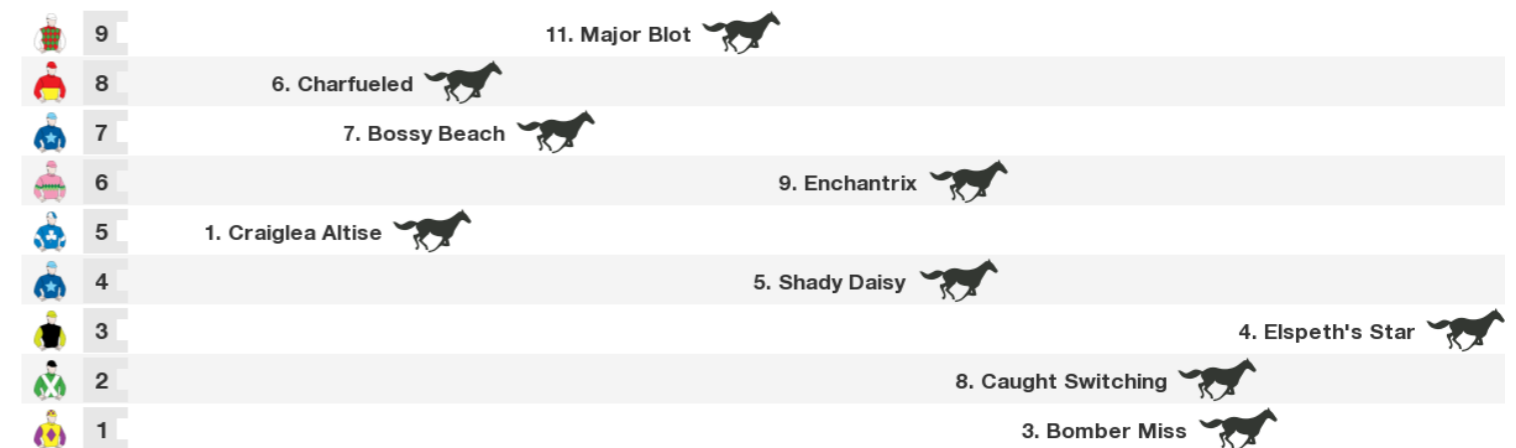 9 11. Major Blot
8 6. Charfueled
7 7. Bossy Beach
6 9. Enchantrix
5 1. Craiglea Altise
4 5. Shady Daisy
3 4. Elspeth's Star
2 8. Caught Switching
1 3. Bomber Miss